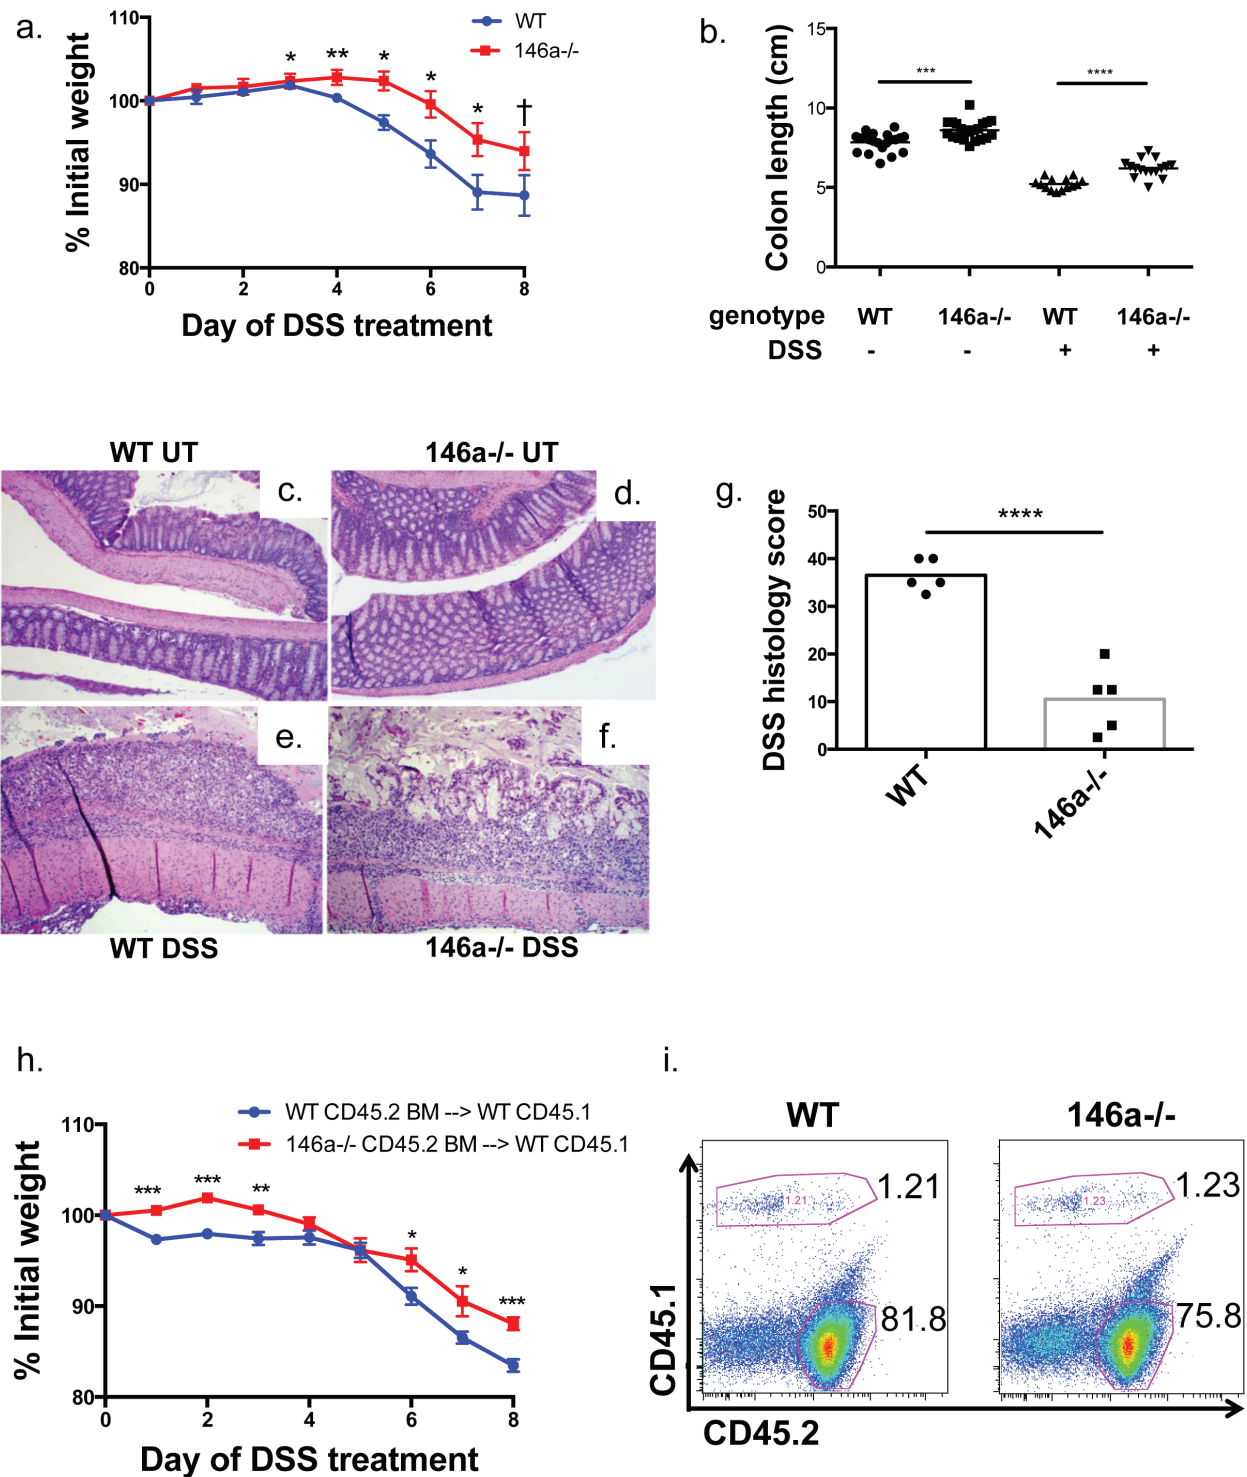 a.
110
100
90
80
% Initial weight
WT
146a-/-
*
**
*
*
*
†
0 2 4 6 8
Day of DSS treatment
b.
15
10
5
0
Colon length (cm)
***
****
genotype WT 146a-/- WT 146a-/-
DSS - - + +
WT UT
146a-/- UT
c.
d.
e.
f.
WT DSS
146a-/- DSS
g.
50
40
30
20
10
0
DSS histology score
****
WT
146a-/-
h.
WT CD45.2 BM --> WT CD45.1
146a-/- CD45.2 BM --> WT CD45.1
110
100
90
80
% Initial weight
***
***
**
*
*
***
0 2 4 6 8
Day of DSS treatment
i.
WT
146a-/-
1.21
1.21
81.8
1.23
1.23
75.8
CD45.1
CD45.2